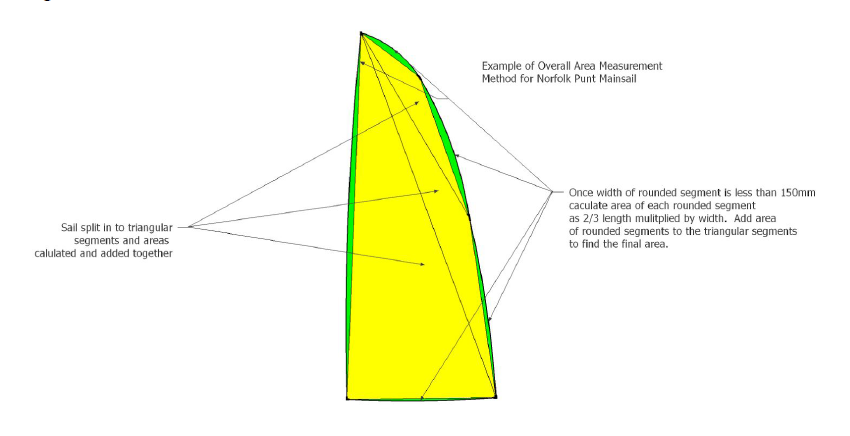 Example of Overall Area Measurement
Method for Norfolk Punt Mainsail
Once width of rounded segment is less than 150mm
caculate area of each rounded segment
as 2/3 length mulitplied by width. Add area
of rounded segments to the triangular segments
to find the final area.
Sail split in to triangular
segments and areas
calulated and added together